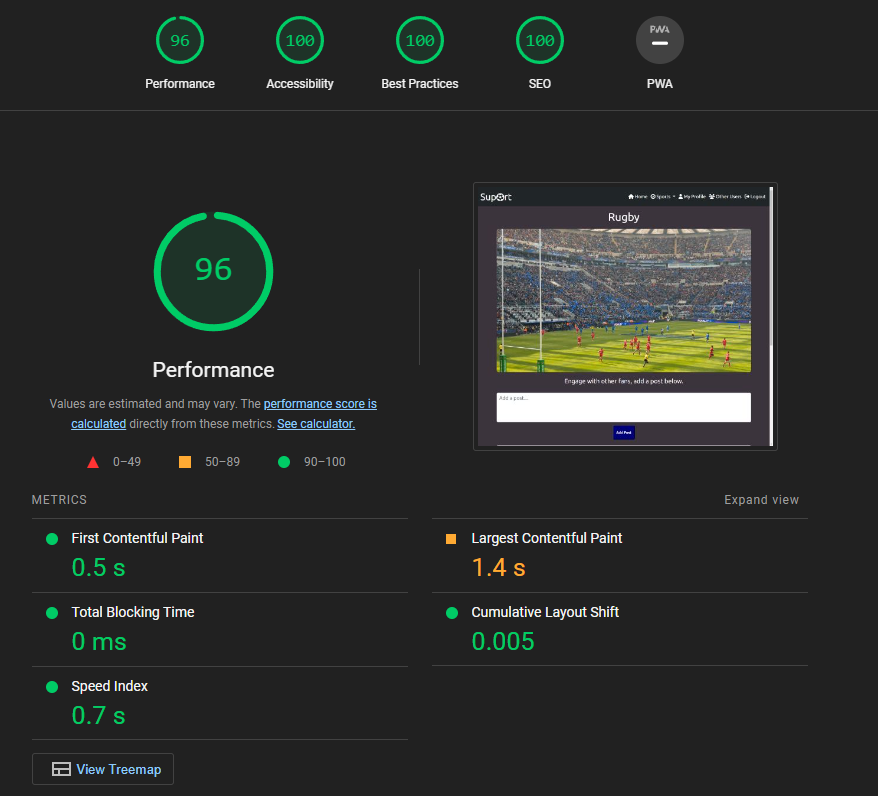 96
100
100
100
PWA
Performance
Accessibility
Best Practices
SEO
PWA
96
Performance
Values are estimated and may vary. The performance score is
calculated directly from these metrics. See calculator.
0–49
50–89
90–100
Suport
Home Sports My Profile Other Users Logout
Rugby
Engage with other fans, add a post below.
Add a post...
Add Post
METRICS
Expand view
First Contentful Paint
0.5 s
Largest Contentful Paint
1.4 s
Total Blocking Time
0 ms
Cumulative Layout Shift
0.005
Speed Index
0.7 s
View Treemap